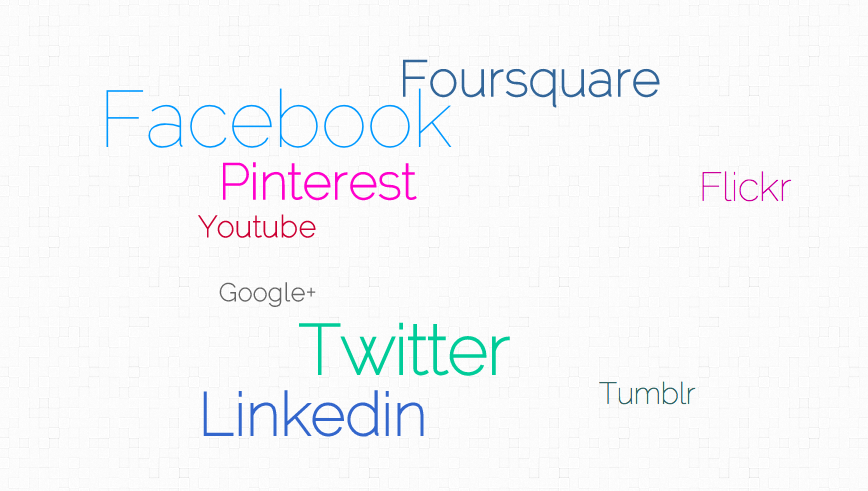 Foursquare
Facebook
Pinterest
Flickr
Youtube
Google+
Twitter
Tumblr
Linkedin